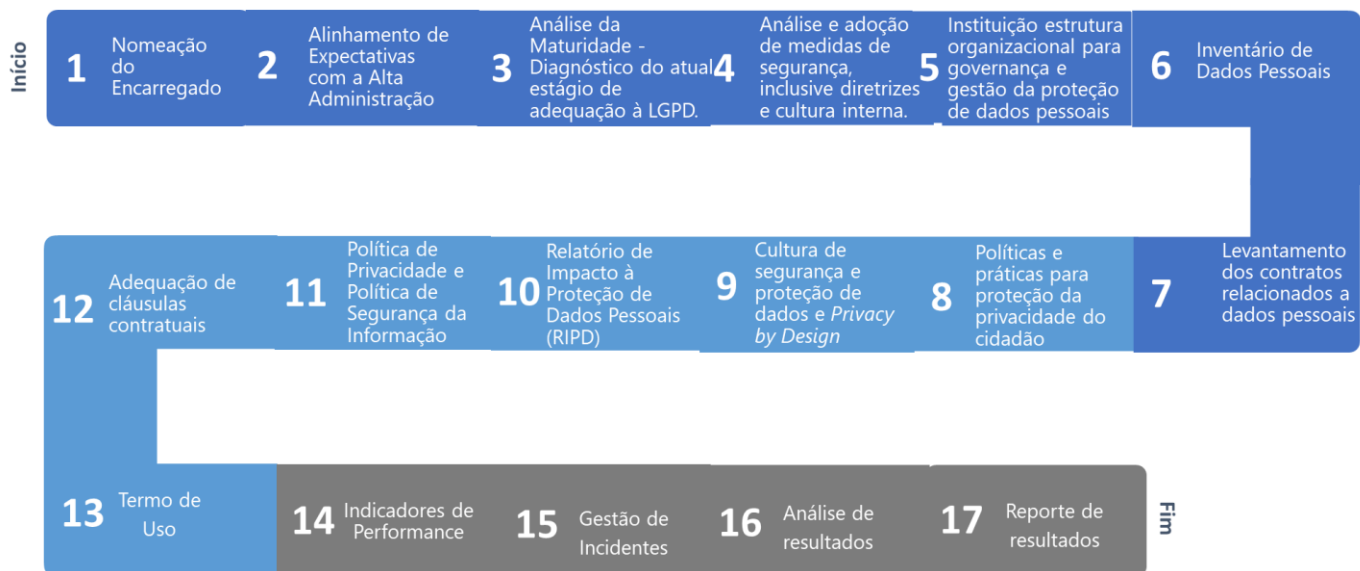 Início
1
Nomeação
do
Encarregado
2
Alinhamento de
Expectativas
com a Alta
Administração
3
Análise da
Maturidade -
Diagnóstico do atual
estágio de
adequação à LGPD.
4
Análise e adoção
de medidas de
segurança,
inclusive diretrizes
e cultura interna.
5
Instituição estrutura
organizacional para
governança e
gestão da proteção
de dados pessoais
6
Inventário de
Dados Pessoais
7
Levantamento
dos contratos
relacionados a
dados pessoais
8
Políticas e
práticas para
proteção da
privacidade do
cidadão
9
Cultura de
segurança e
proteção de
dados e Privacy
by Design
10
Relatório de
Impacto à
Proteção de
Dados Pessoais
(RIPD)
11
Política de
Privacidade e
Política de
Segurança da
Informação
12
Adequação de
cláusulas
contratuais
13
Termo de
Uso
14
Indicadores de
Performance
15
Gestão de
Incidentes
16
Análise de
resultados
17
Reporte de
resultados
Fim